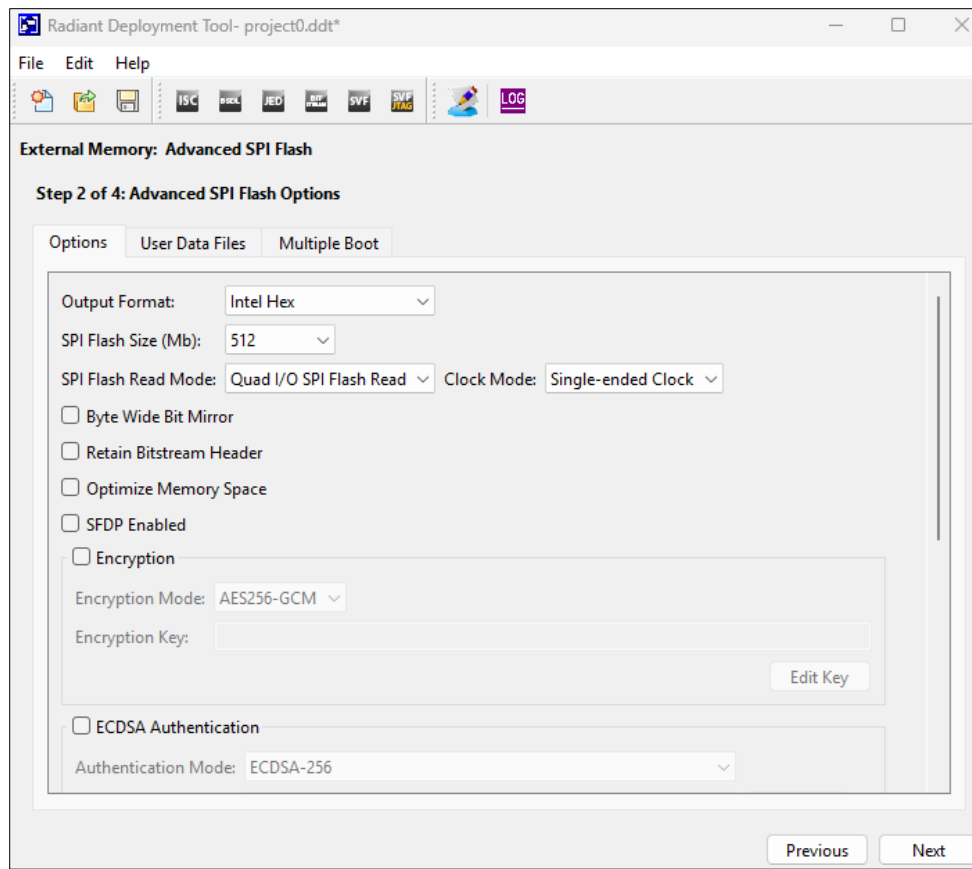 Radiant Deployment Tool- project0.ddt*
File Edit Help
ISC BSDL JED BIT STREAM SVF SVF JTAG LOG
External Memory: Advanced SPI Flash
Step 2 of 4: Advanced SPI Flash Options
Options User Data Files Multiple Boot
Output Format: Intel Hex
SPI Flash Size (Mb): 512
SPI Flash Read Mode: Quad I/O SPI Flash Read Clock Mode: Single-ended Clock
Byte Wide Bit Mirror
Retain Bitstream Header
Optimize Memory Space
SFDP Enabled
Encryption
Encryption Mode: AES256-GCM
Encryption Key:
Edit Key
ECDSA Authentication
Authentication Mode: ECDSA-256
Previous Next